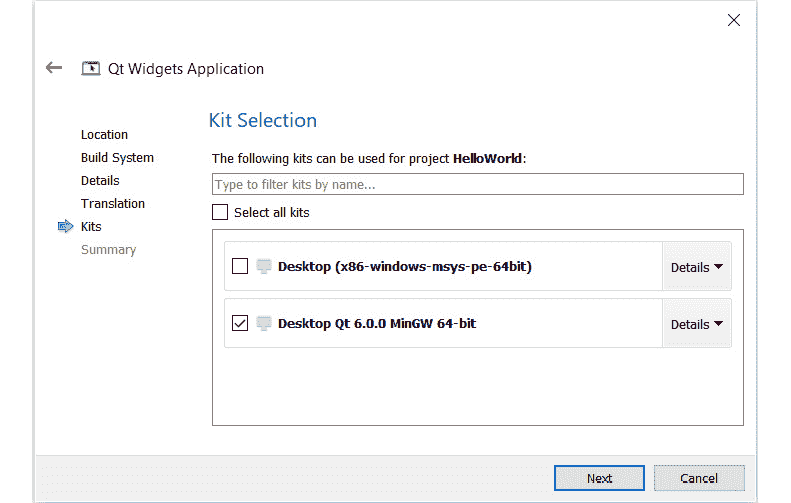 Qt Widgets Application
Location
Build System
Details
Translation
Kits
Summary
Kit Selection
The following kits can be used for project HelloWorld:
Type to filter kits by name...
Select all kits
Desktop (x86-windows-msys-pe-64bit)
Details
Desktop Qt 6.0.0 MinGW 64-bit
Details
Next
Cancel